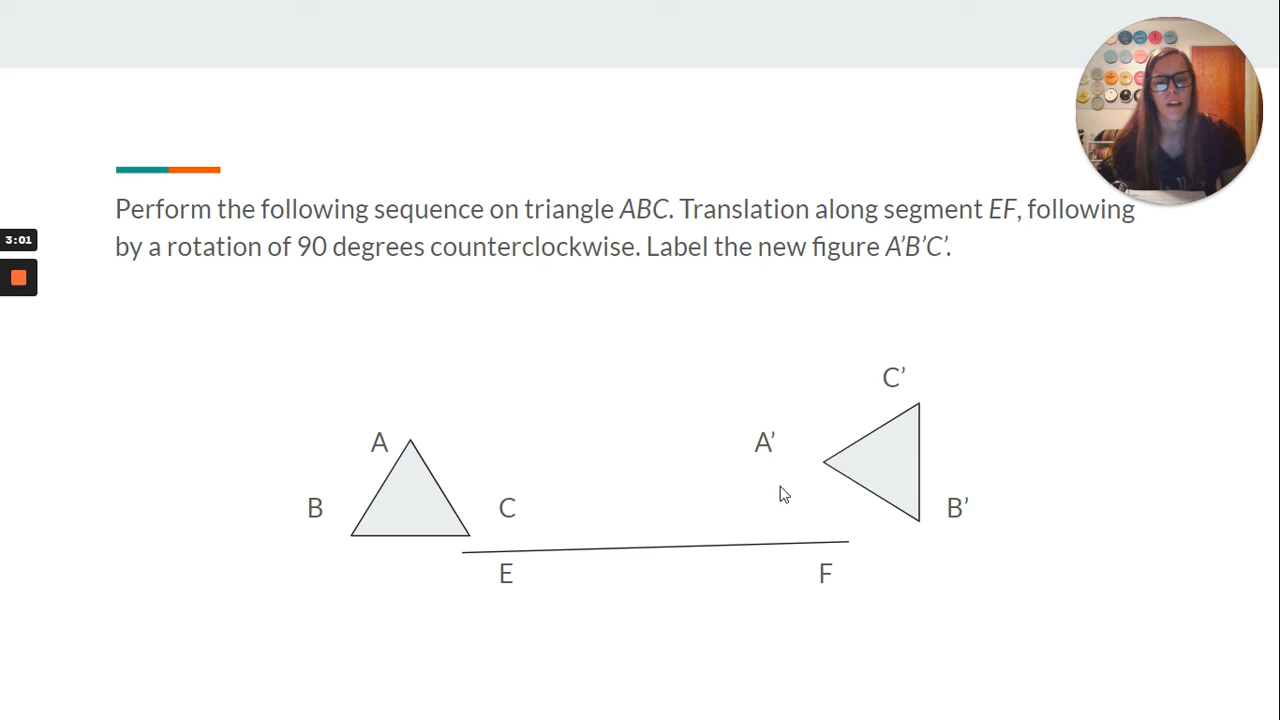 Perform the following sequence on triangle ABC. Translation along segment EF, following
by a rotation of 90 degrees counterclockwise. Label the new figure A’B’C’.
3:01
C’
A
A’
B
C
B’
E
F